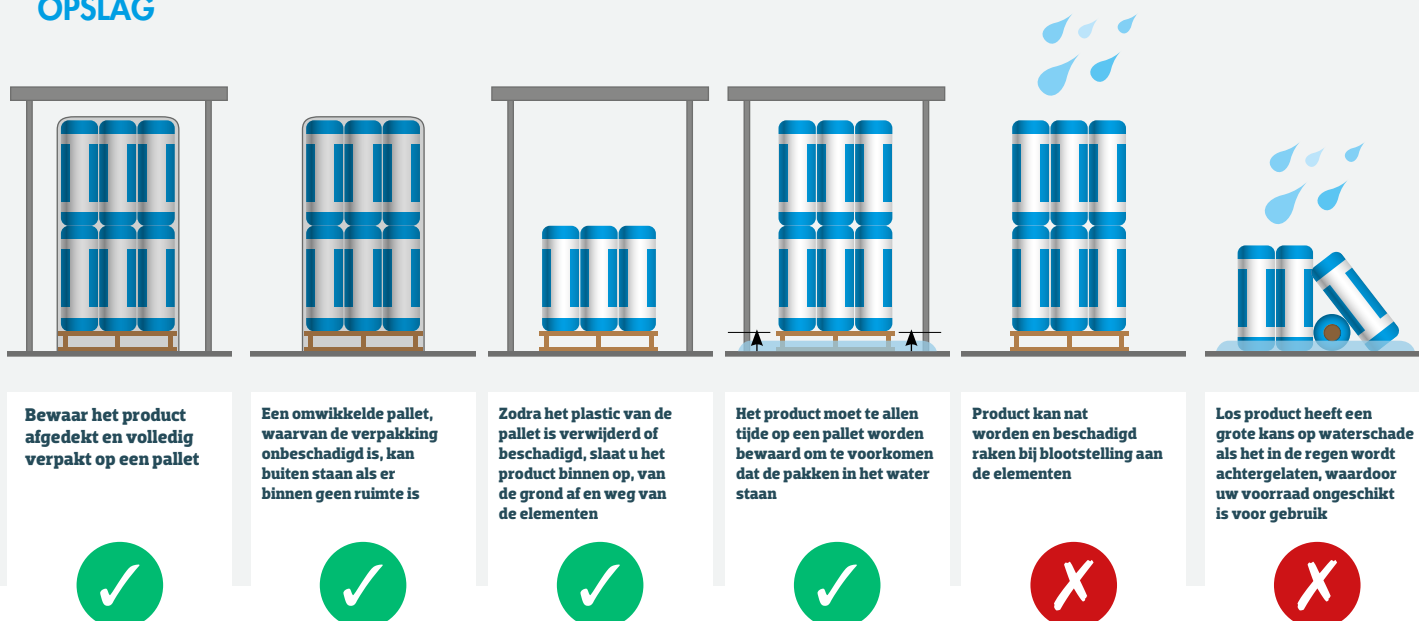 OPSLAG
Bewaar het product
afgedekt en volledig
verpakt op een pallet
Een omwikkelde pallet,
waarvan de verpakking
onbeschadigd is, kan
buiten staan als er
binnen geen ruimte is
Zodra het plastic van de
pallet is verwijderd of
beschadigd, slaat u het
product binnen op, van
de grond af en weg van
de elementen
Het product moet te allen
tijde op een pallet worden
bewaard om te voorkomen
dat de pakken in het water
staan
Product kan nat
worden en beschadigd
raken bij blootstelling aan
de elementen
Los product heeft een
grote kans op waterschade
als het in de regen wordt
achtergelaten, waardoor
uw voorraad ongeschikt
is voor gebruik